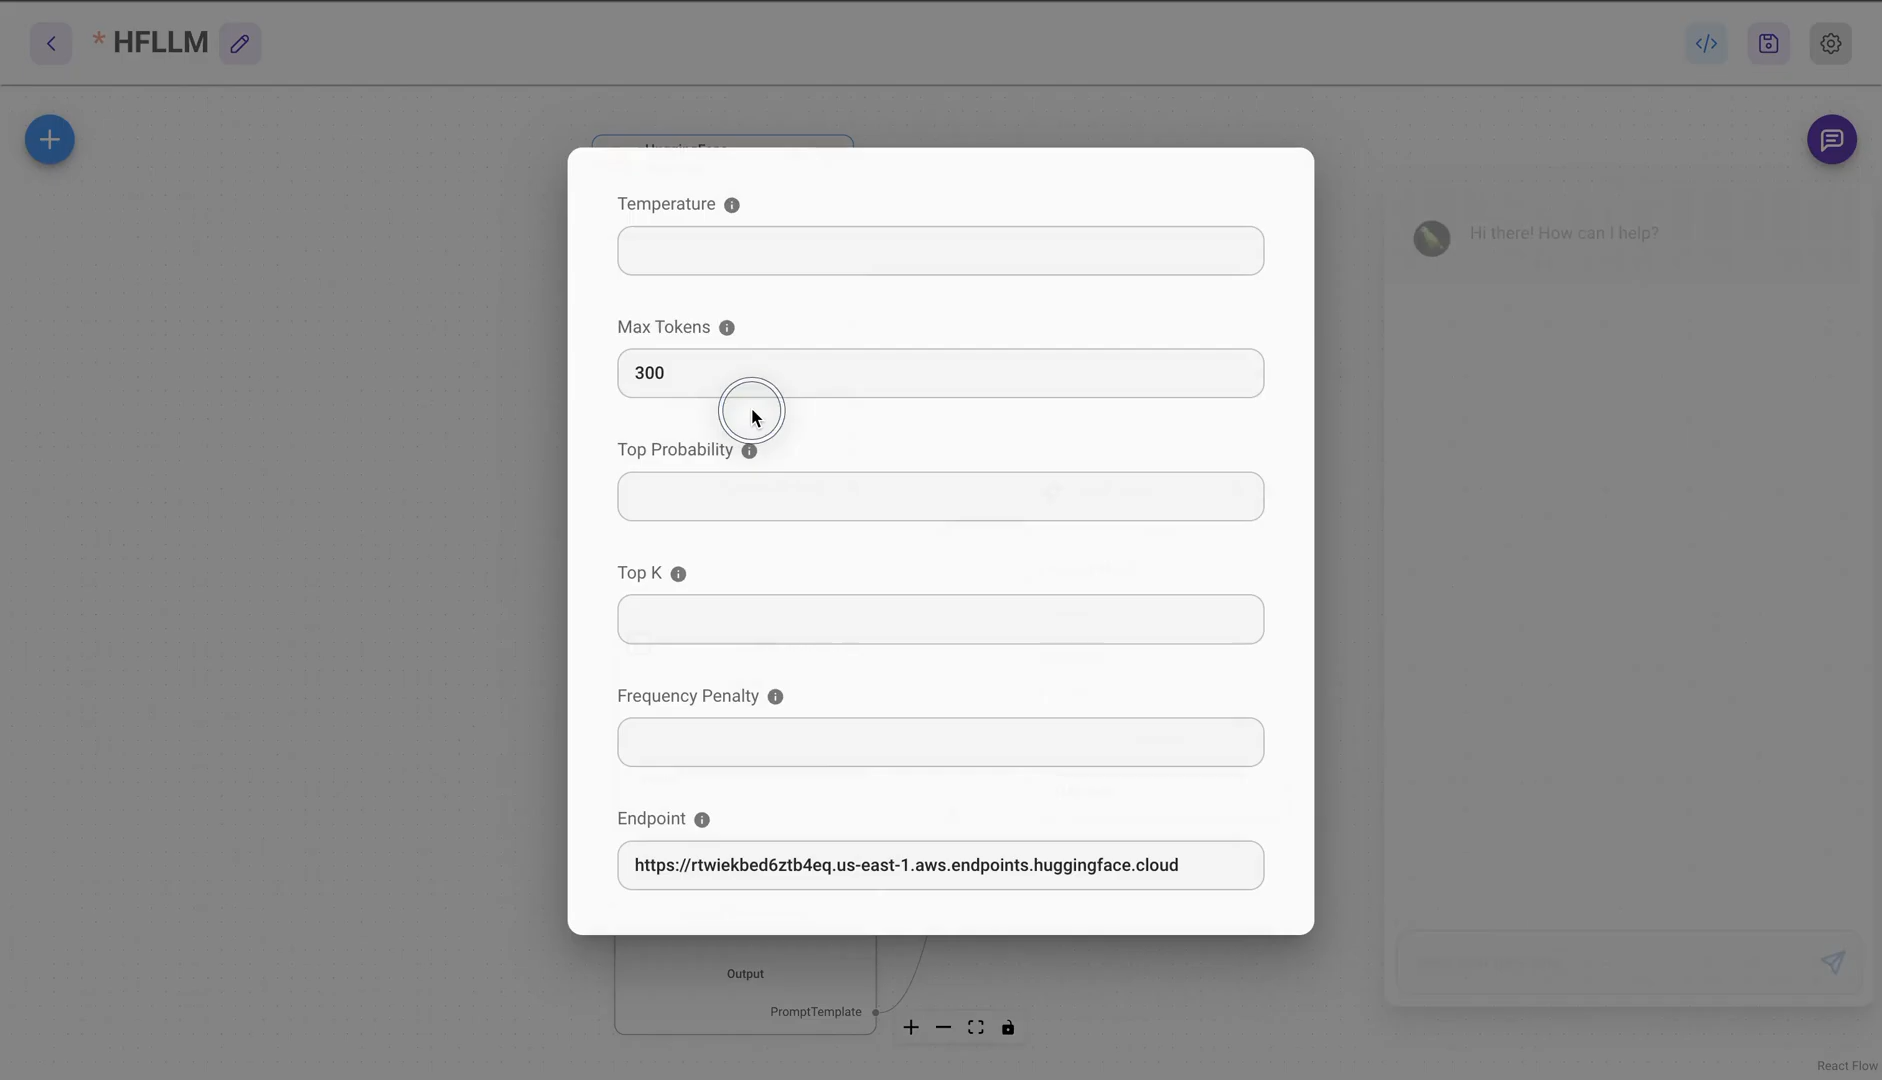 * HFLLM
Hi there! How can I help?
Temperature
Max Tokens
300
Top Probability
Top K
Frequency Penalty
Endpoint
https://rtwiekbed6ztb4eq.us-east-1.aws.endpoints.huggingface.cloud
Output
PromptTemplate
React Flow